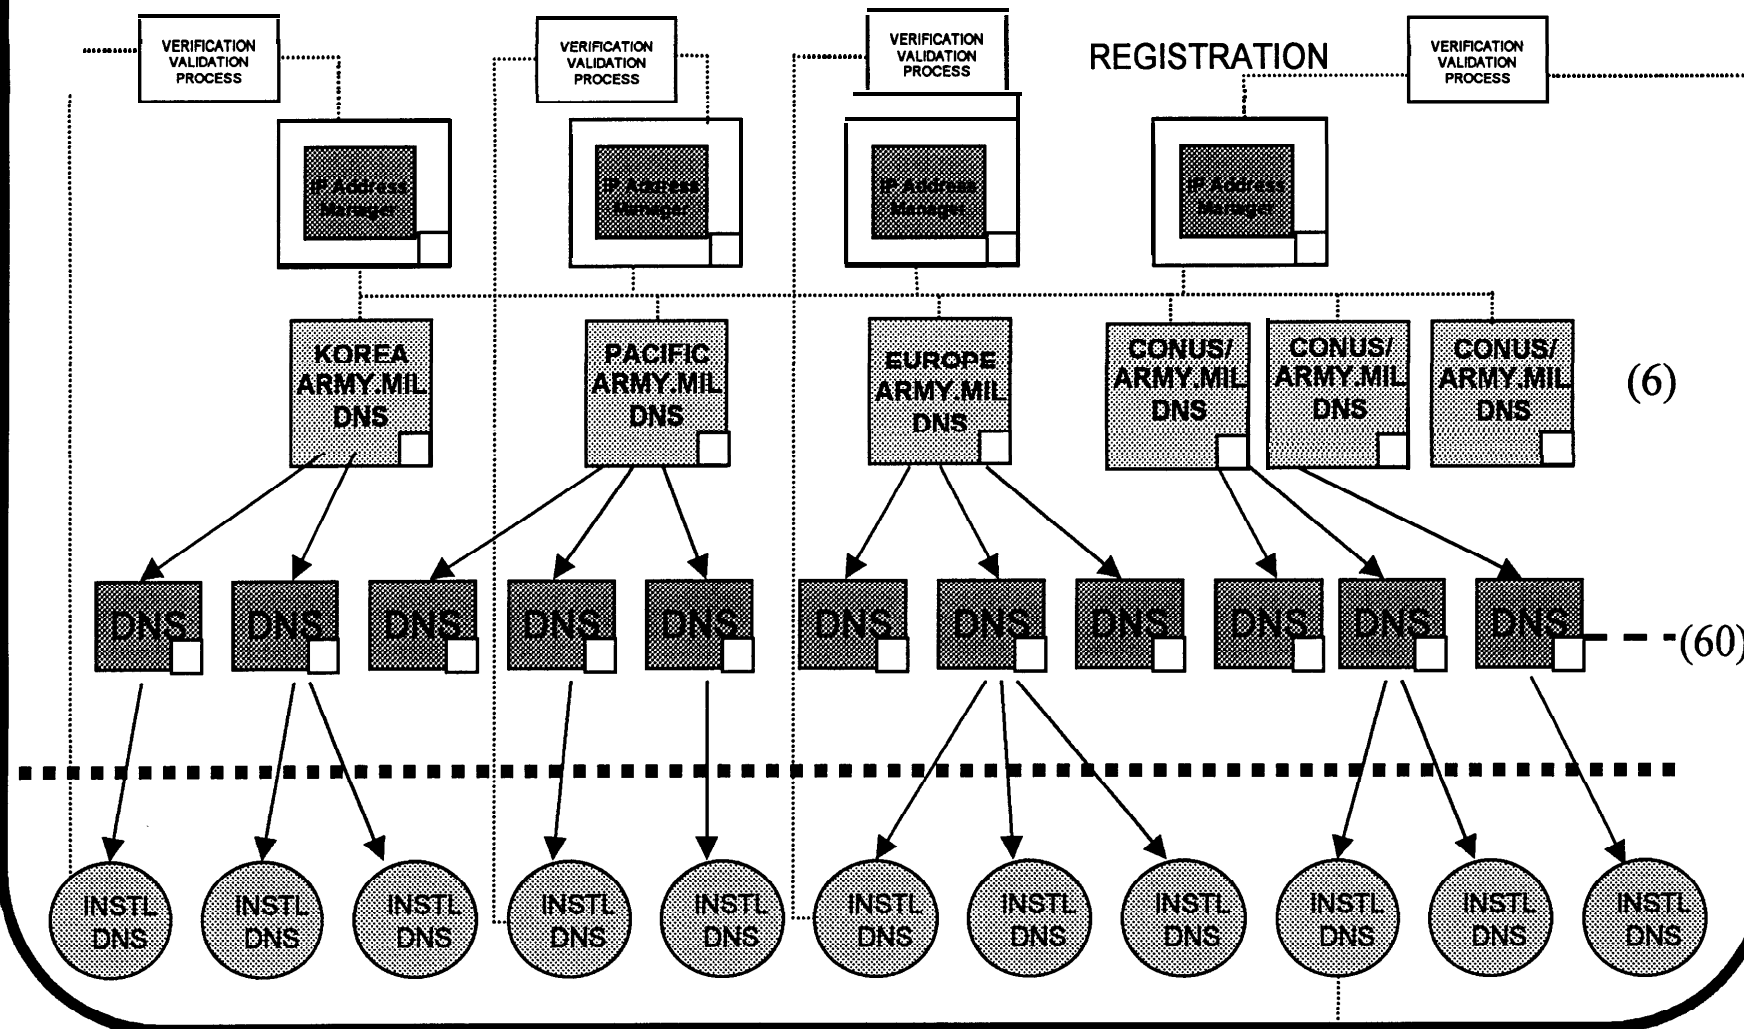 VERIFICATION
VALIDATION
PROCESS
VERIFICATION
VALIDATION
PROCESS
VERIFICATION
VALIDATION
PROCESS
REGISTRATION
VERIFICATION
VALIDATION
PROCESS
IP Address
Manager
IP Address
Manager
IP Address
Manager
IP Address
Manager
KOREA
ARMY.MIL
DNS
PACIFIC
ARMY.MIL
DNS
EUROPE
ARMY.MIL
DNS
CONUS/
ARMY.MIL
DNS
CONUS/
ARMY.MIL
DNS
CONUS/
ARMY.MIL
DNS
(6)
DNS
DNS
DNS
DNS
DNS
DNS
DNS
DNS
DNS
DNS
DNS
(60)
INSTL
DNS
INSTL
DNS
INSTL
DNS
INSTL
DNS
INSTL
DNS
INSTL
DNS
INSTL
DNS
INSTL
DNS
INSTL
DNS
INSTL
DNS
INSTL
DNS